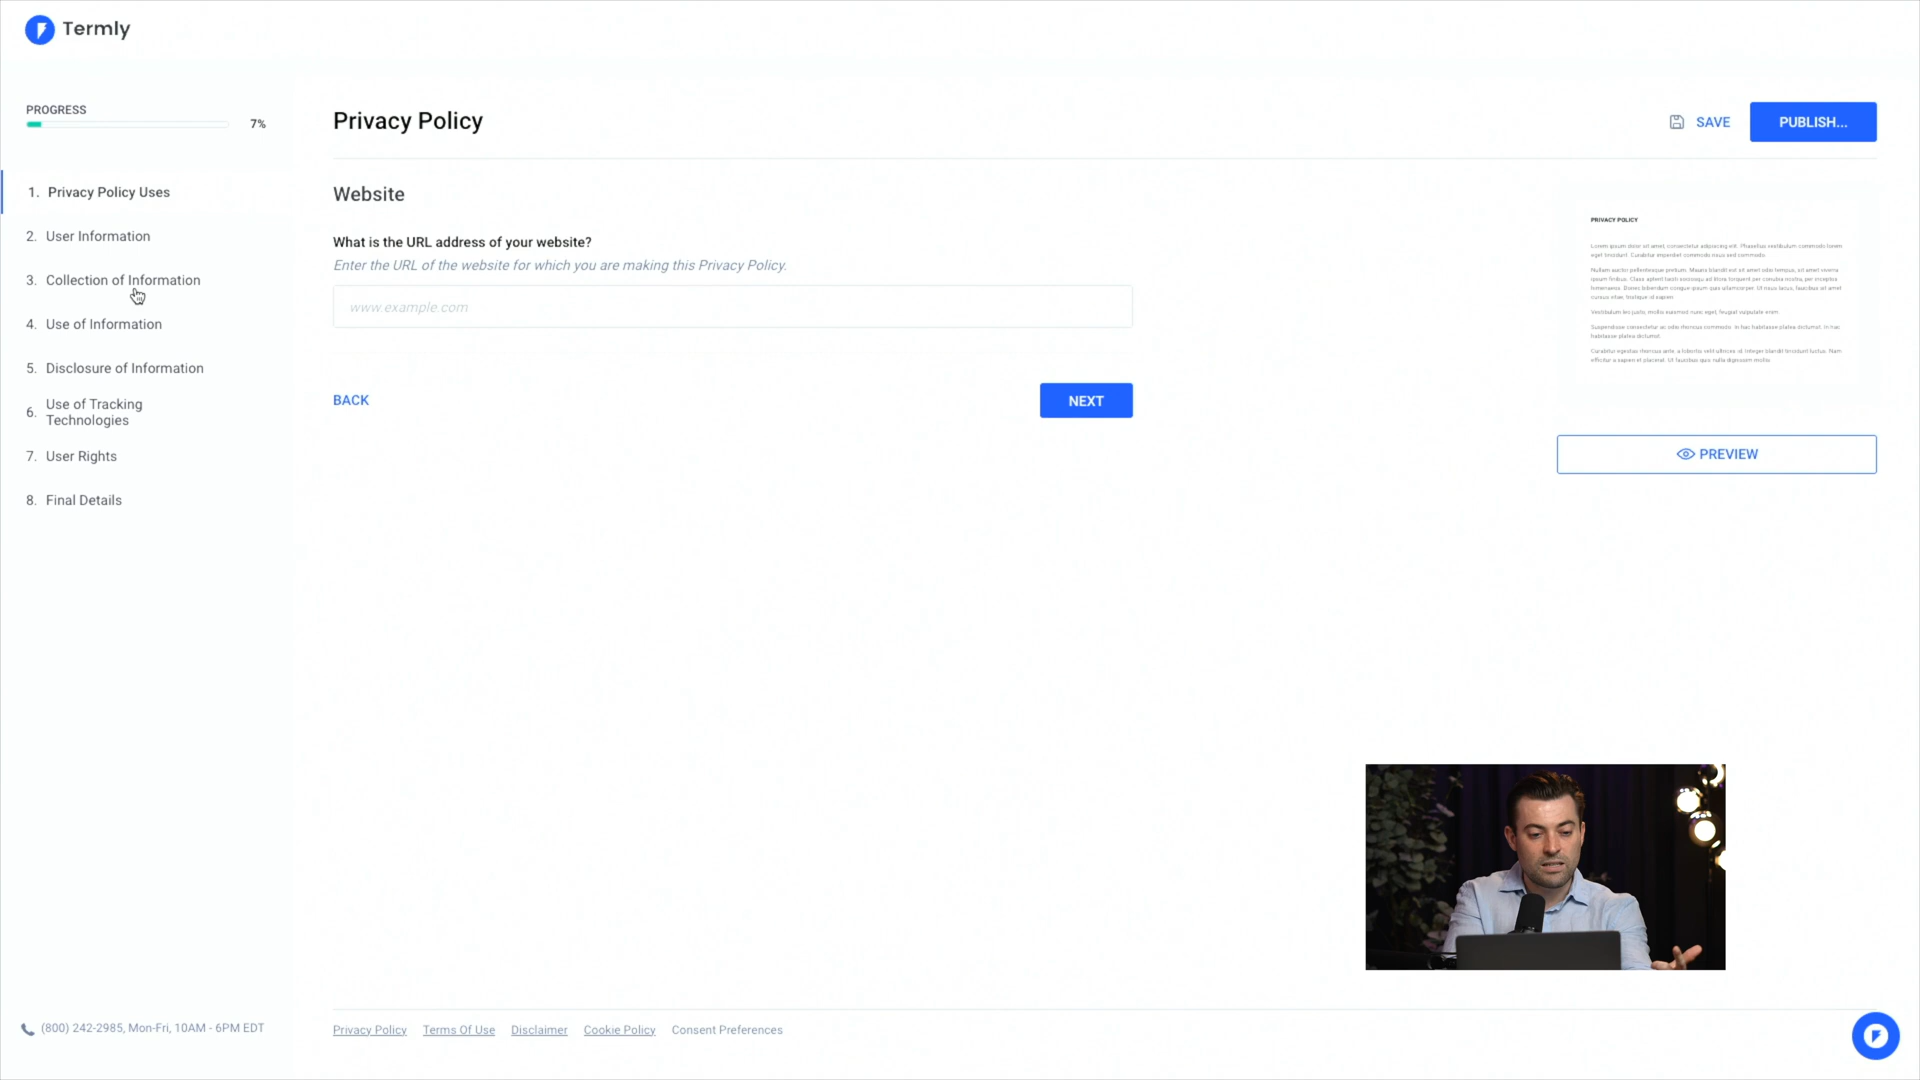 Termly
PROGRESS
7%
1. Privacy Policy Uses
2. User Information
3. Collection of Information
4. Use of Information
5. Disclosure of Information
6. Use of Tracking
Technologies
7. User Rights
8. Final Details
(800) 242-2985, Mon-Fri, 10AM - 6PM EDT
Privacy Policy
SAVE
PUBLISH...
Website
What is the URL address of your website?
Enter the URL of the website for which you are making this Privacy Policy.
www.example.com
BACK
NEXT
PRIVACY POLICY
PREVIEW
Privacy Policy Terms Of Use Disclaimer Cookie Policy Consent Preferences